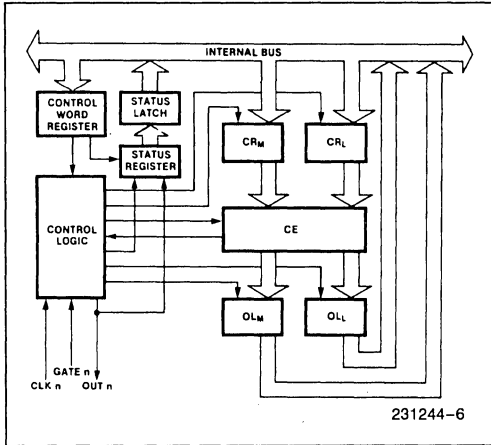 INTERNAL BUS
CONTROL
WORD
REGISTER
STATUS
LATCH
STATUS
REGISTER
CRM
CRL
CONTROL
LOGIC
CE
OLM
OLL
GATE n
CLK n
OUT n
231244-6